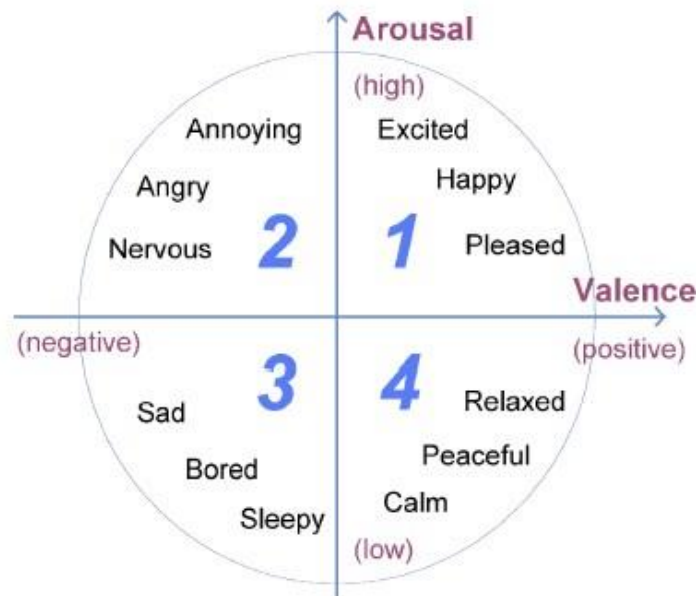 Arousal
(high)
Annoying
Excited
Angry
Happy
Nervous
2
1
Pleased
Valence
(negative)
(positive)
3
4
Sad
Relaxed
Bored
Peaceful
Sleepy
Calm
(low)